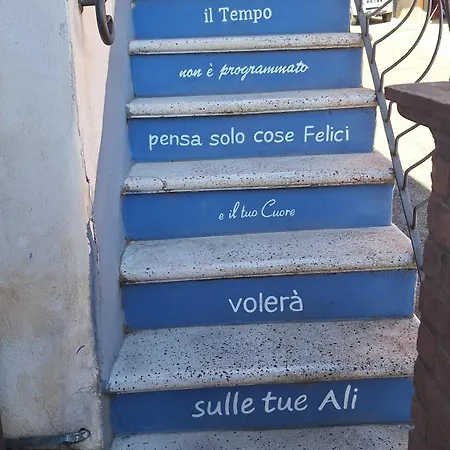 il Tempo
non è programmato
pensa solo cose Felici
e il tuo Cuore
volerà
sulle tue Ali